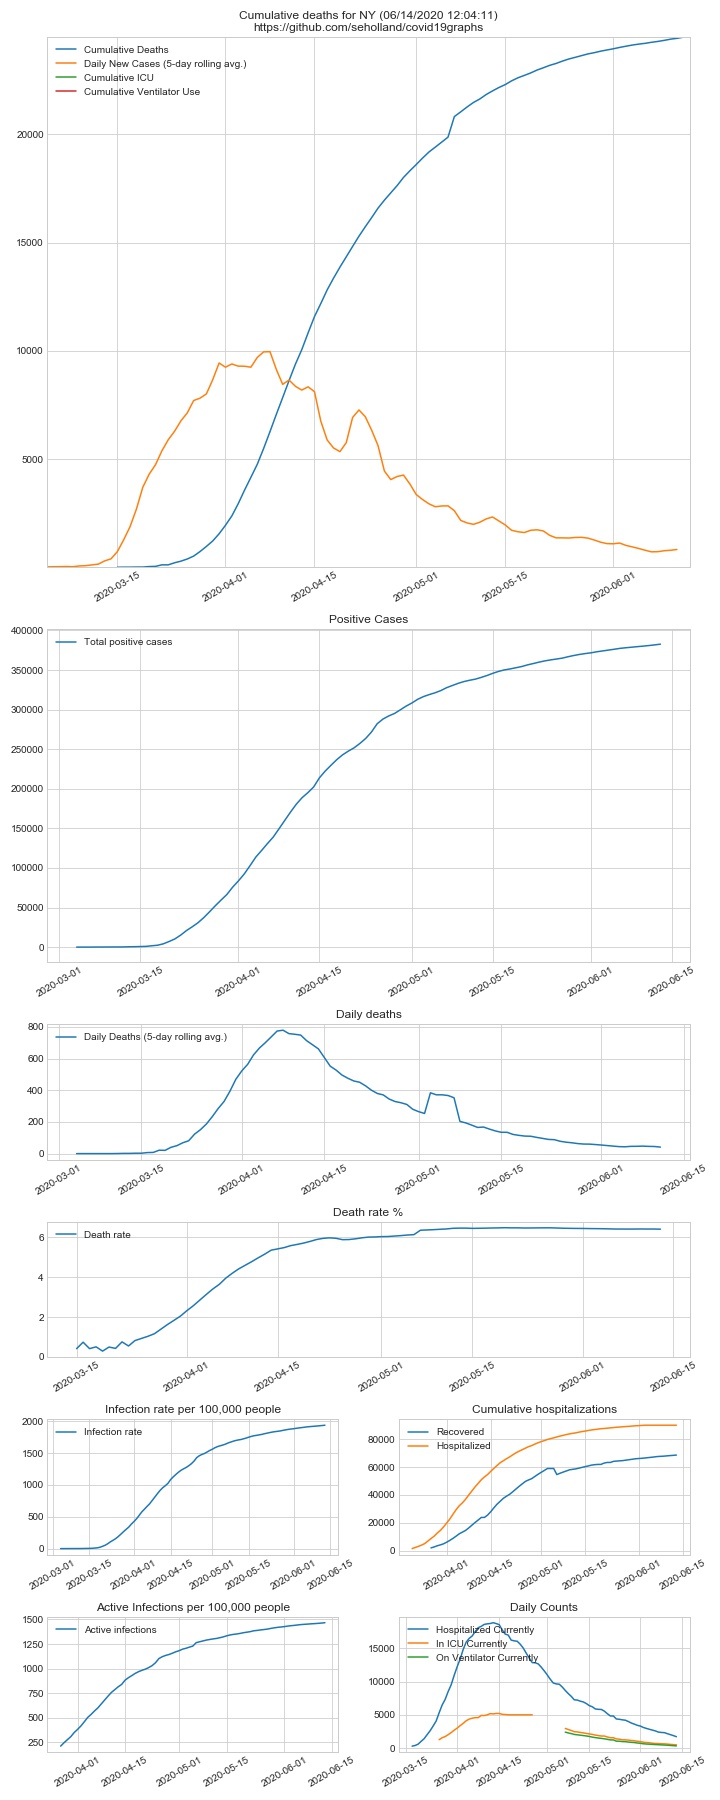 Cumulative deaths for NY (06/14/2020 12:04:11)
https://github.com/seholland/covid19graphs
Cumulative Deaths
Daily New Cases (5-day rolling avg.)
Cumulative ICU
Cumulative Ventilator Use
20000
15000
10000
5000
2020-03-15 2020-04-01 2020-04-15 2020-05-01 2020-05-15 2020-06-01
Positive Cases
Total positive cases
400000
350000
300000
250000
200000
150000
100000
50000
0
2020-03-01 2020-03-15 2020-04-01 2020-04-15 2020-05-01 2020-05-15 2020-06-01 2020-06-15
Daily deaths
Daily Deaths (5-day rolling avg.)
800
600
400
200
0
2020-03-01 2020-03-15 2020-04-01 2020-04-15 2020-05-01 2020-05-15 2020-06-01 2020-06-15
Death rate %
Death rate
6
4
2
0
2020-03-15 2020-04-01 2020-04-15 2020-05-01 2020-05-15 2020-06-01 2020-06-15
Infection rate per 100,000 people
Infection rate
2000
1500
1000
500
0
2020-03-01 2020-03-15 2020-04-01 2020-04-15 2020-05-01 2020-05-15 2020-06-01 2020-06-15
Cumulative hospitalizations
Recovered
Hospitalized
80000
60000
40000
20000
0
2020-04-01 2020-04-15 2020-05-01 2020-05-15 2020-06-01 2020-06-15
Active Infections per 100,000 people
Active infections
1500
1250
1000
750
500
250
2020-04-01 2020-04-15 2020-05-01 2020-05-15 2020-06-01 2020-06-15
Daily Counts
Hospitalized Currently
In ICU Currently
On Ventilator Currently
15000
10000
5000
0
2020-03-15 2020-04-01 2020-04-15 2020-05-01 2020-05-15 2020-06-01 2020-06-15